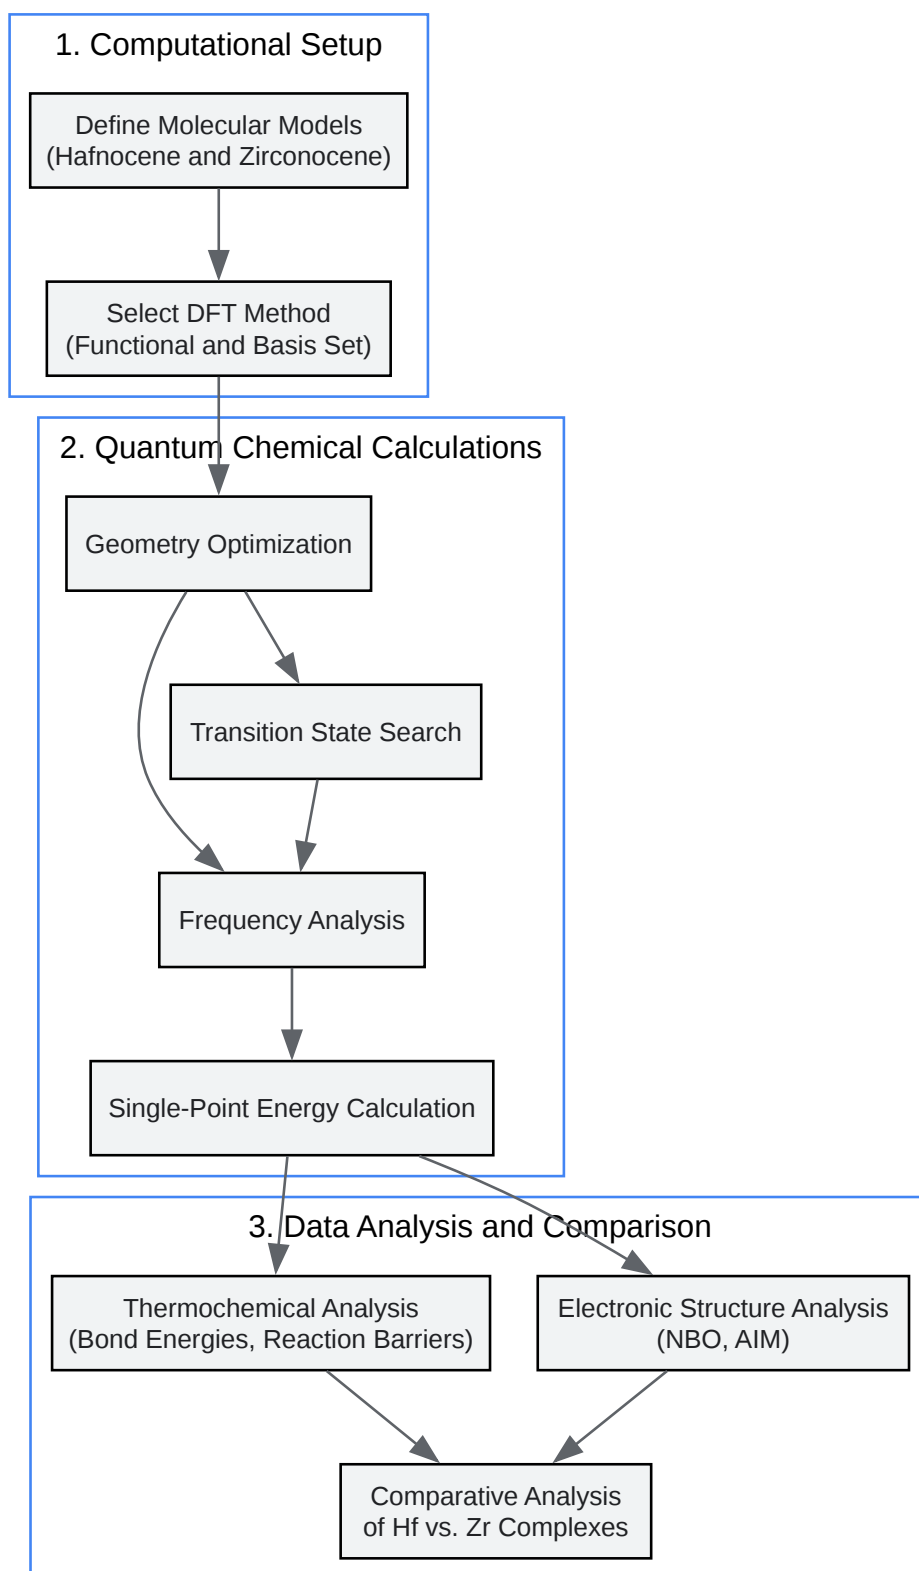 1. Computational Setup
Define Molecular Models
(Hafnocene and Zirconocene)
Select DFT Method
(Functional and Basis Set)
2. Quantum Chemical Calculations
Geometry Optimization
Transition State Search
Frequency Analysis
Single-Point Energy Calculation
3. Data Analysis and Comparison
Thermochemical Analysis
(Bond Energies, Reaction Barriers)
Electronic Structure Analysis
(NBO, AIM)
Comparative Analysis
of Hf vs. Zr Complexes